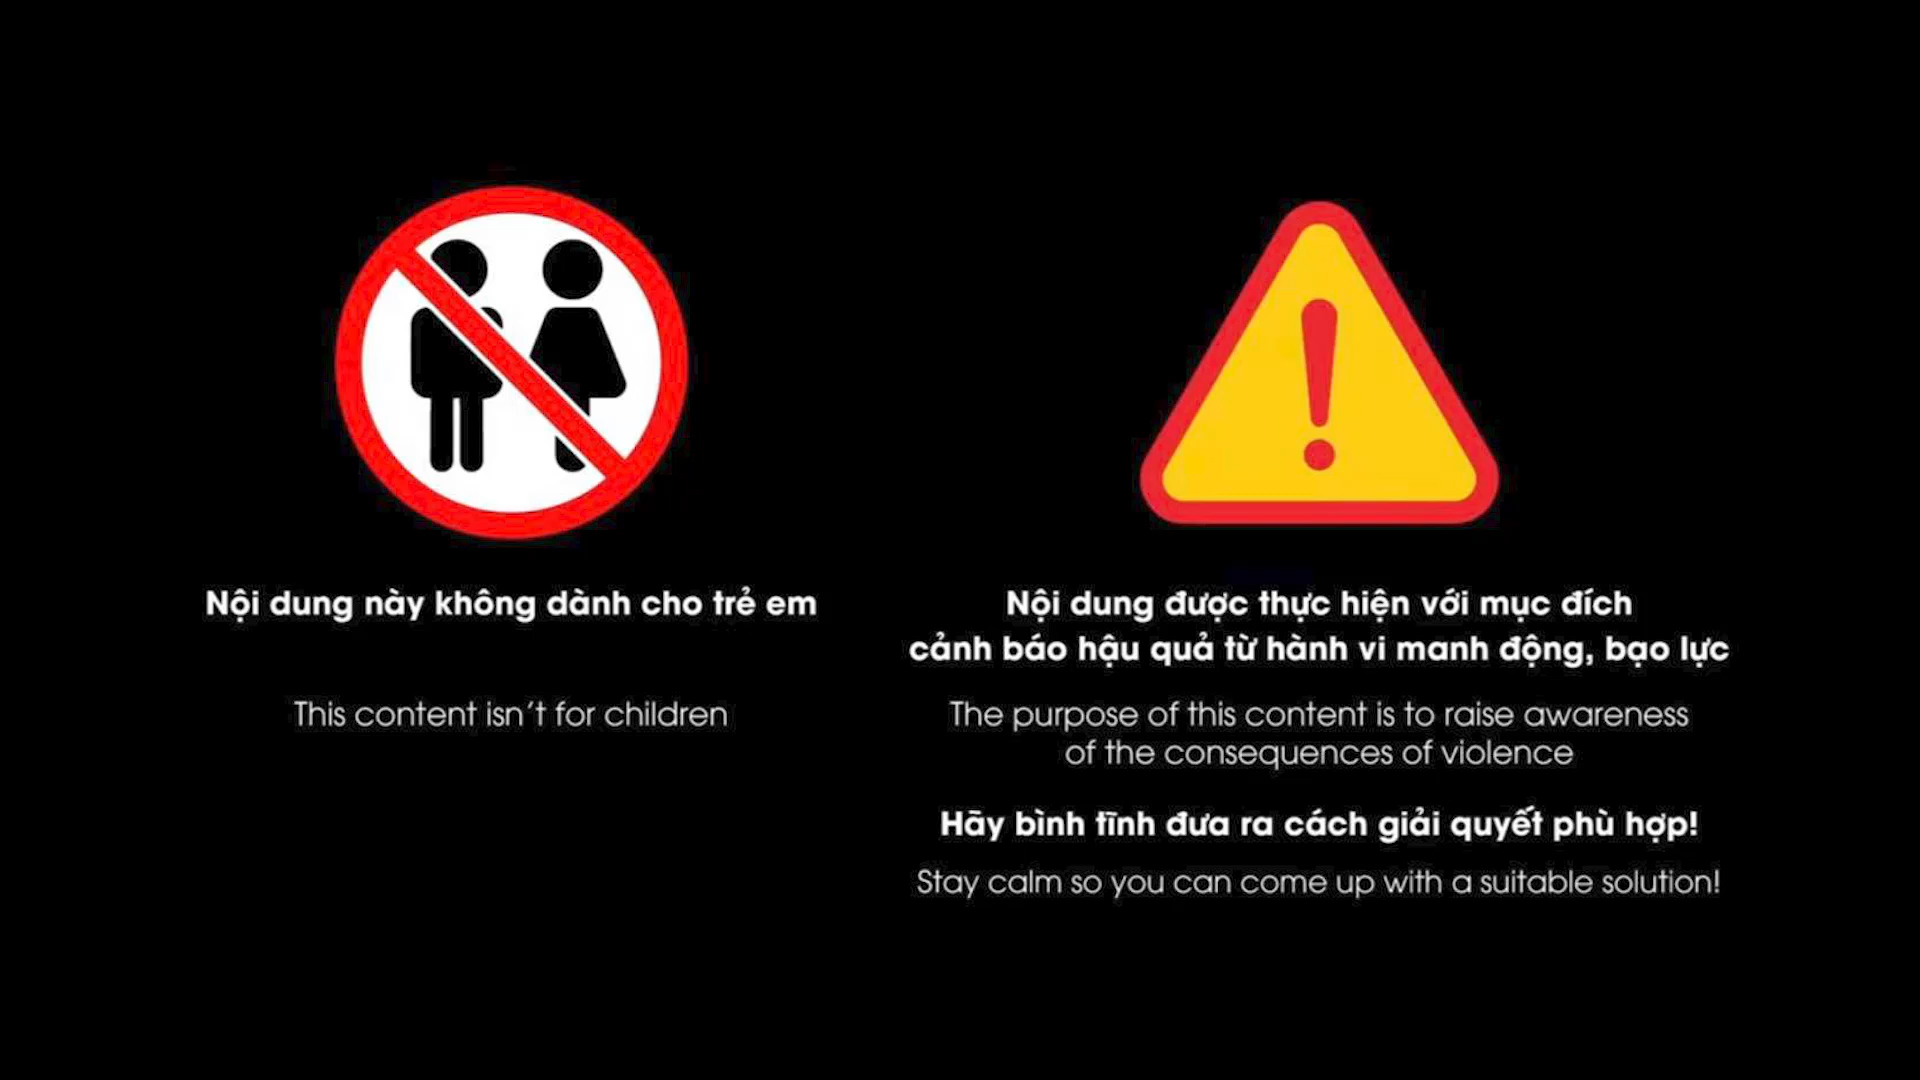 Nội dung này không dành cho trẻ em
This content isn't for children
Nội dung được thực hiện với mục đích
cảnh báo hậu quả từ hành vi manh động, bạo lực
The purpose of this content is to raise awareness
of the consequences of violence
Hãy bình tĩnh đưa ra cách giải quyết phù hợp!
Stay calm so you can come up with a suitable solution!